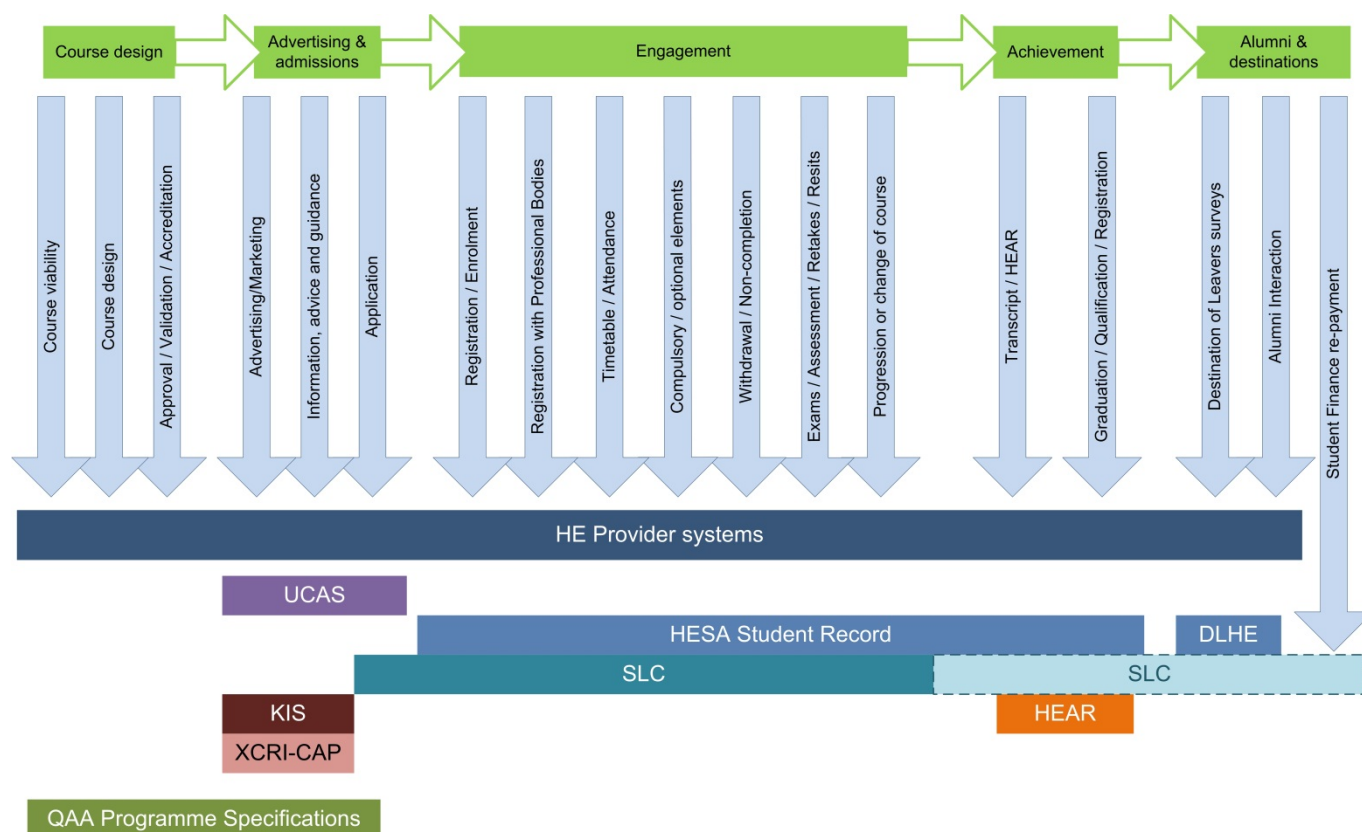 Course design
Advertising &
admissions
Engagement
Achievement
Alumni &
destinations
Course viability
Course design
Approval / Validation / Accreditation
Advertising/Marketing
Information, advice and guidance
Application
Registration / Enrolment
Registration with Professional Bodies
Timetable / Attendance
Compulsory / optional elements
Withdrawal / Non-completion
Exams / Assessment / Retakes / Resits
Progression or change of course
Transcript / HEAR
Graduation / Qualification / Registration
Destination of Leavers surveys
Alumni Interaction
Student Finance re-payment
HE Provider systems
UCAS
HESA Student Record
DLHE
SLC
SLC
KIS
HEAR
XCRI-CAP
QAA Programme Specifications